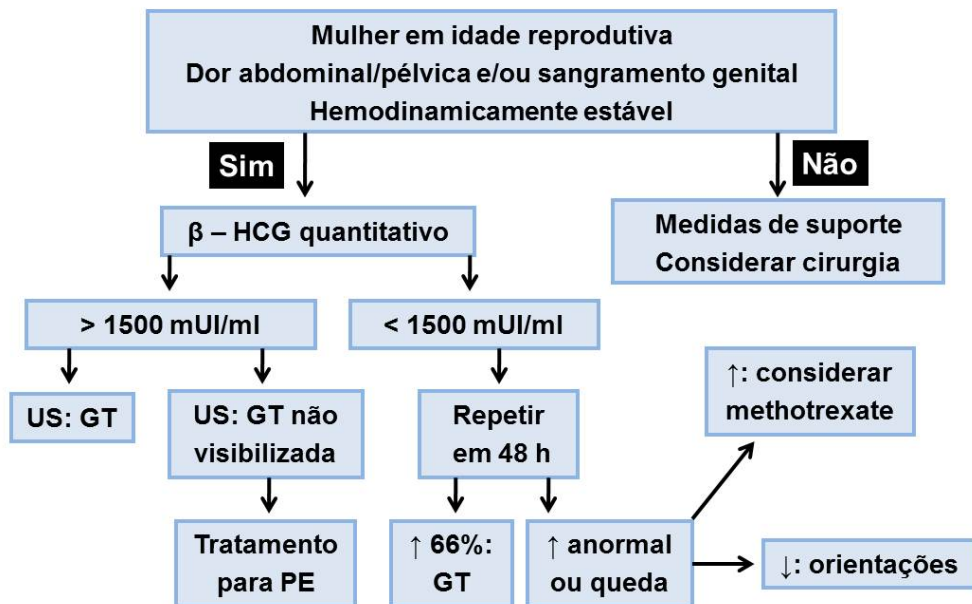 Mulher em idade reprodutiva
Dor abdominal/pélvica e/ou sangramento genital
Hemodinamicamente estável
Sim
Não
β – HCG quantitativo
Medidas de suporte
Considerar cirurgia
> 1500 mUI/ml
< 1500 mUI/ml
US: GT
US: GT não
visibilizada
Repetir
em 48 h
↑: considerar
methotrexate
Tratamento
para PE
↑ 66%:
GT
↑ anormal
ou queda
↓: orientações